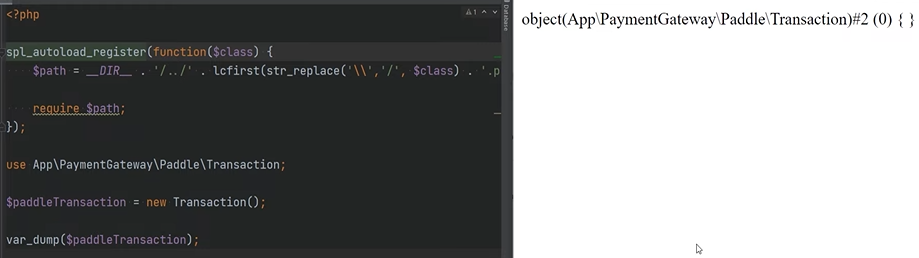 <?php
1
Database
spl_autoload_register(function($class) {
$path = __DIR__ . '/../' . lcfirst(str_replace('\\','/', $class) . '.p
require $path;
});
use App\PaymentGateway\Paddle\Transaction;
$paddleTransaction = new Transaction();
var_dump($paddleTransaction);
object(App\PaymentGateway\Paddle\Transaction)#2 (0) { }